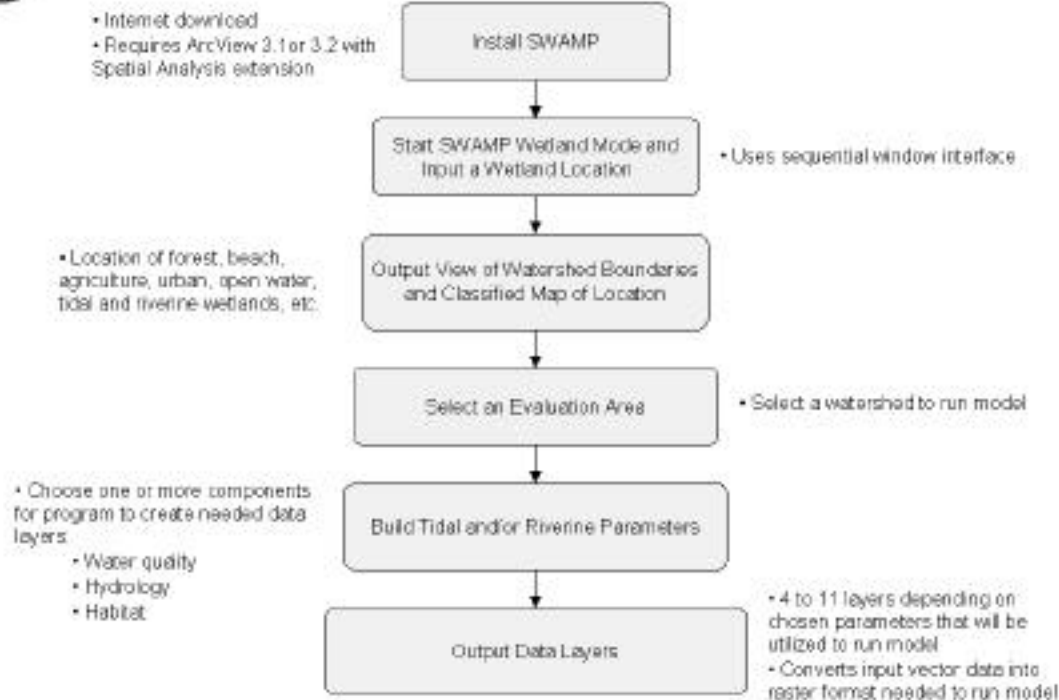 • Internet download
• Requires ArcView 3.1 or 3.2 with
Spatial Analysis extension
Install SWAMP
Start SWAMP Wetland Mode and
Input a Wetland Location
• Uses sequential window interface
• Location of forest, beach,
agriculture, urban, open water,
tidal and riverine wetlands, etc.
Output View of Watershed Boundaries
and Classified Map of Location
Select an Evaluation Area
• Select a watershed to run model
• Choose one or more components
for program to create needed data
layers
• Water quality
• Hydrology
• Habitat
Build Tidal and/or Riverine Parameters
Output Data Layers
• 4 to 11 layers depending on
chosen parameters that will be
utilized to run model
• Converts input vector data into
raster format needed to run model